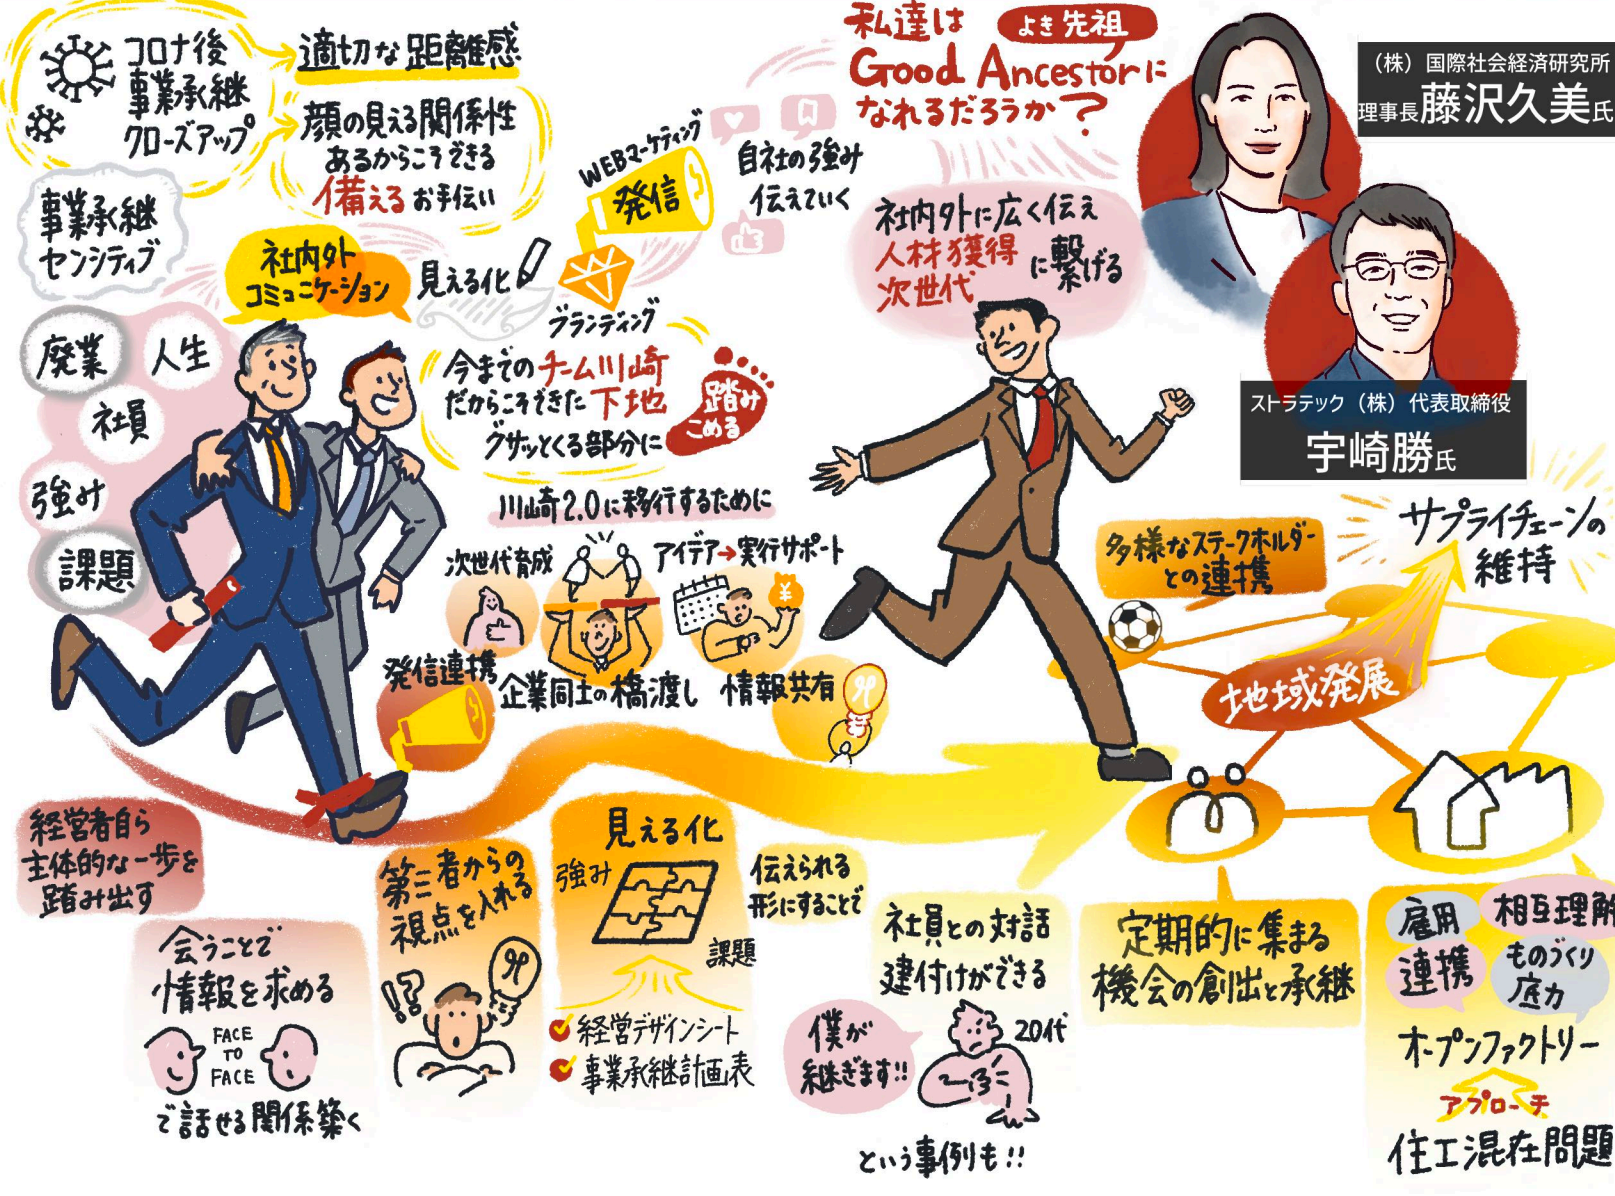 コロナ後
事業承継
クローズアップ
適切な距離感
顔の見える関係性
あるからこそできる
備える お手伝い
事業承継
センシティブ
社内外
コミュニケーション
見える化
WEBマーケティング
発信
自社の強み
伝えていく
ブランディング
私達は よき先祖
Good Ancestorに
なれるだろうか？
(株) 国際社会経済研究所
理事長藤沢久美氏
社内外に広く伝え
人材獲得
次世代
に繋げる
ストラテック (株) 代表取締役
宇崎勝氏
廃業
人生
社員
強み
課題
今までのチーム川崎
だからこそできた下地
グサッとくる部分に
踏み
こめる
川崎2.0に移行するために
次世代育成
アイデア→実行サポート
¥
発信連携
企業同士の橋渡し
情報共有
多様なステークホルダー
との連携
サプライチェーンの
維持
地域発展
経営者自ら
主体的な一歩を
踏み出す
会うことで
情報を求める
FACE
TO
FACE
で話せる関係築く
第三者からの
視点を入れる
!?
見える化
強み
課題
経営デザインシート
事業承継計画表
伝えられる
形にすることで
社員との対話
建付けができる
僕が
継ぎます!!
20代
という事例も!!
定期的に集まる
機会の創出と承継
雇用
相互理解
連携
ものづくり
底力
オープンファクトリー
アプローチ
住工混在問題